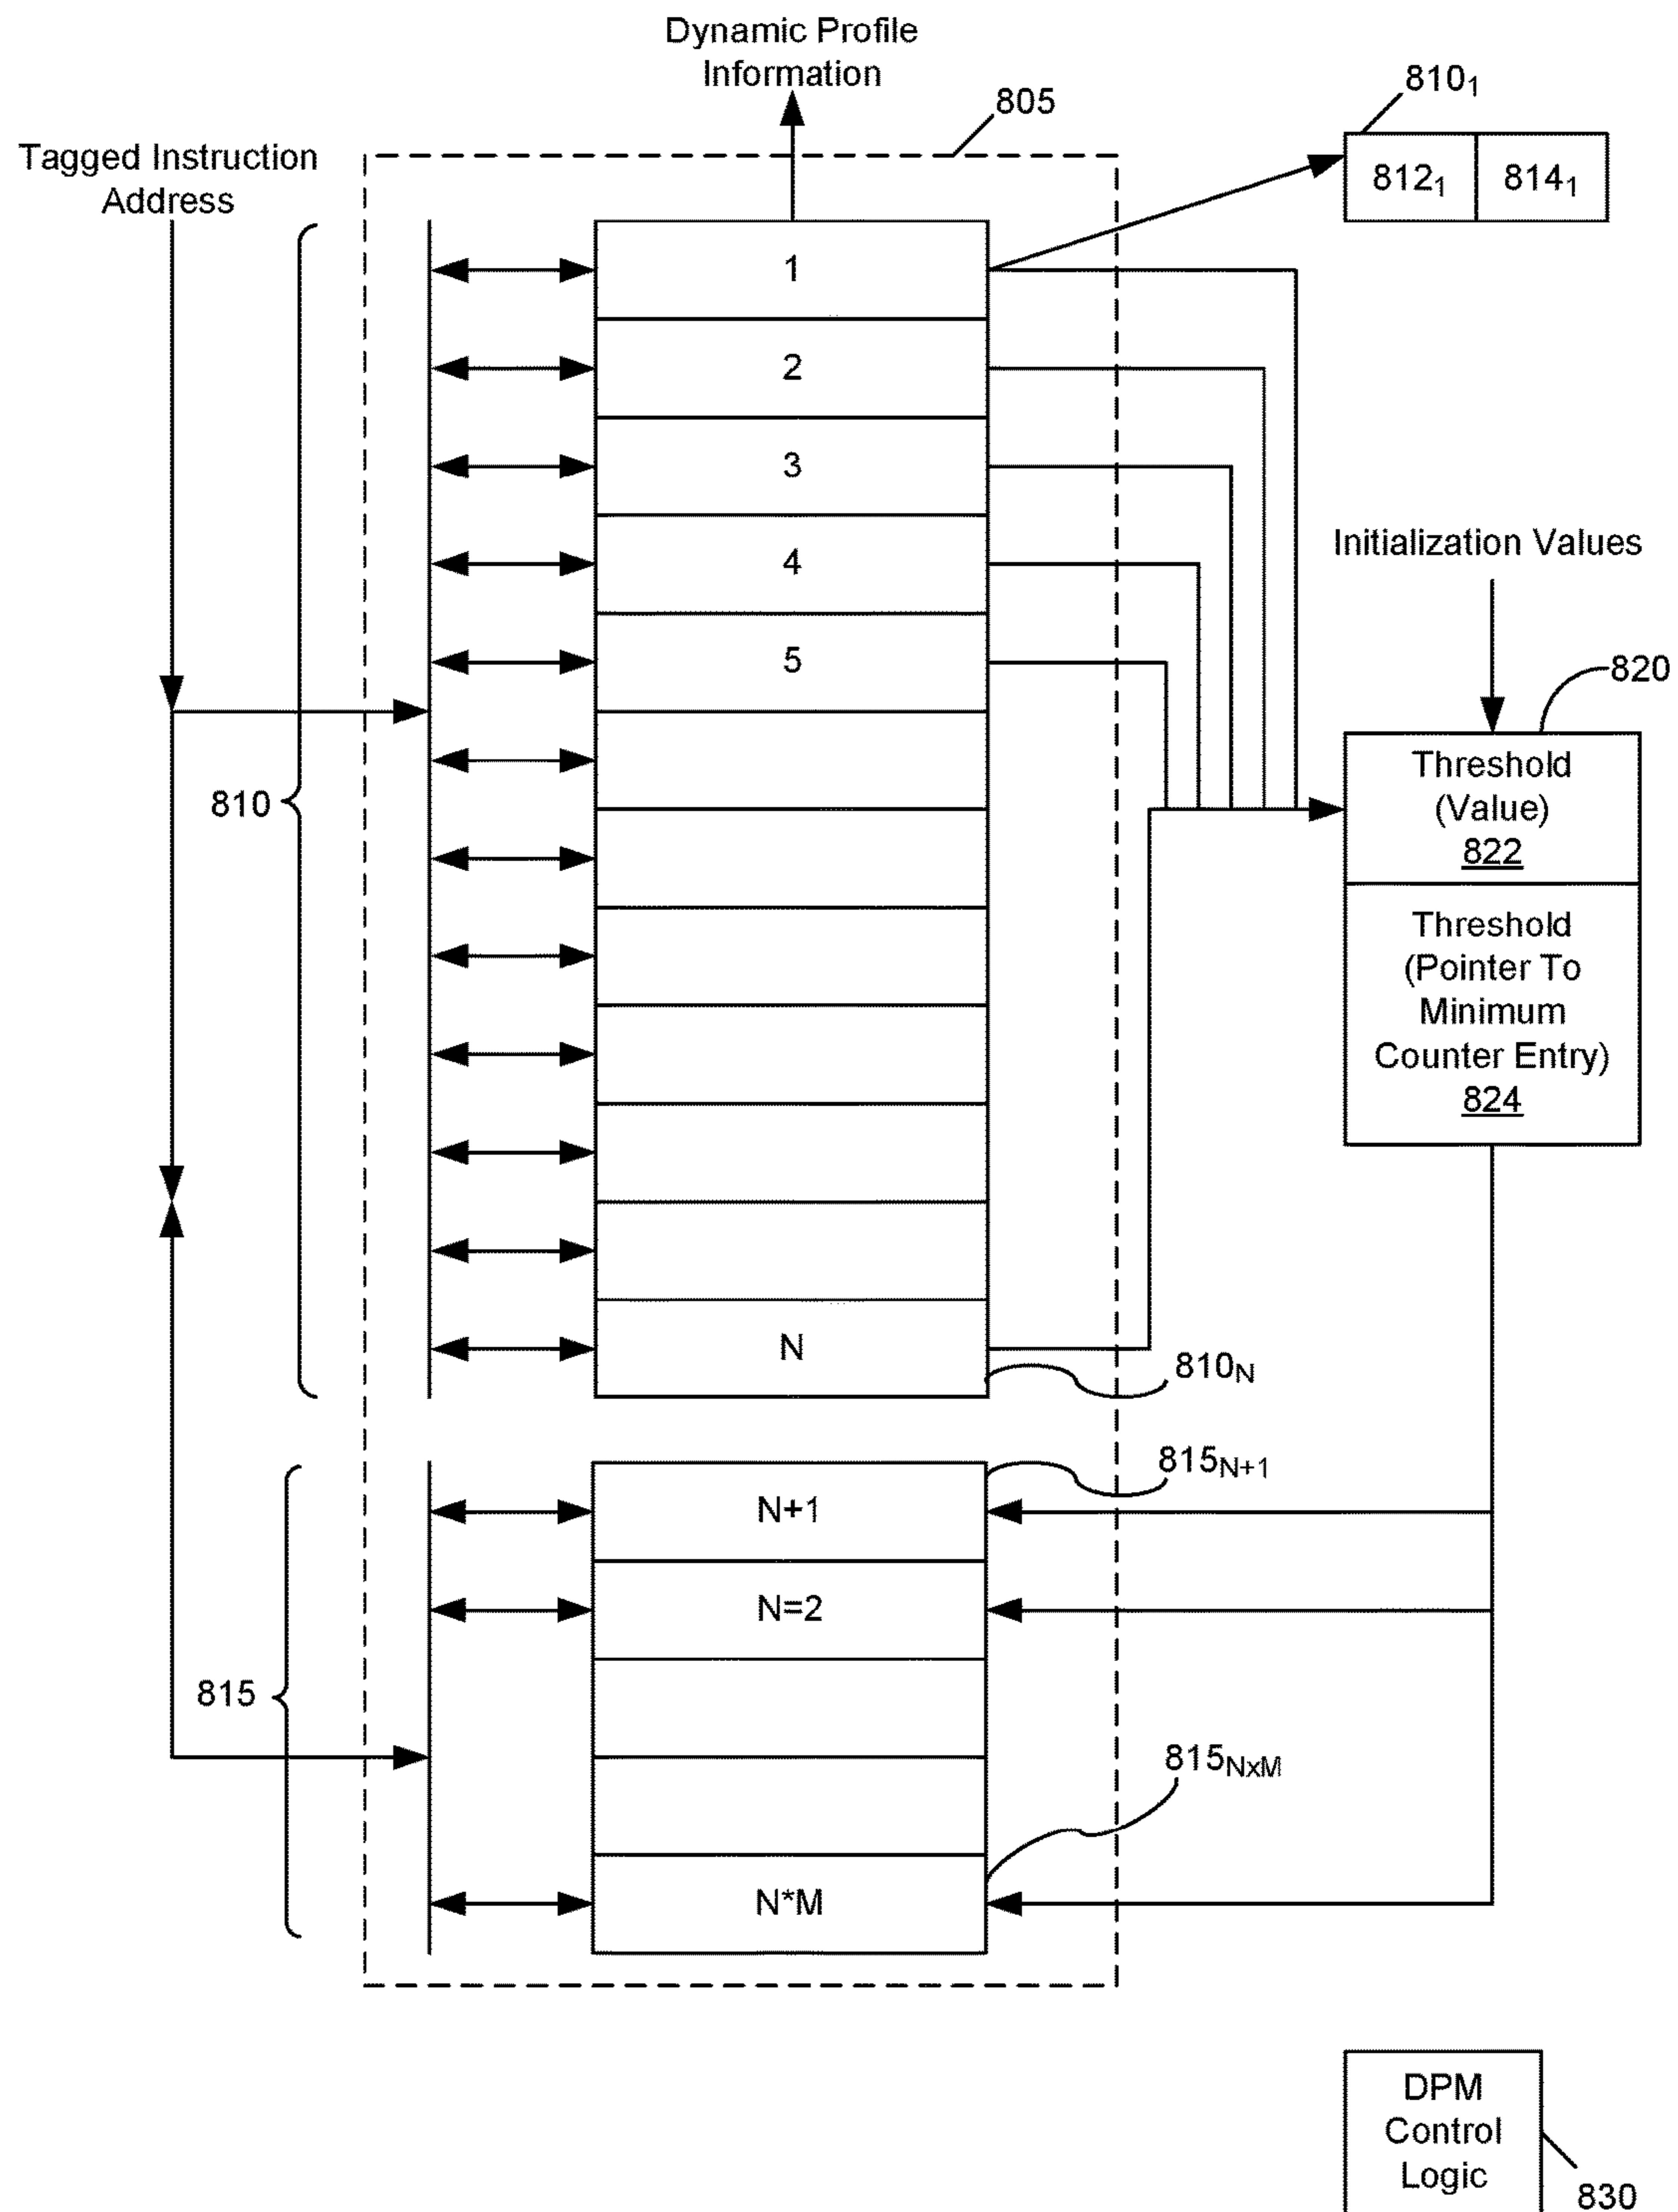 Dynamic Profile
Information
805
810₁
Tagged Instruction
Address
812₁
814₁
1
2
3
4
5
Initialization Values
820
810
Threshold
(Value)
822
Threshold
(Pointer To
Minimum
Counter Entry)
824
N
810N
815N+1
N+1
N=2
815
815NxM
N*M
DPM
Control
Logic
830